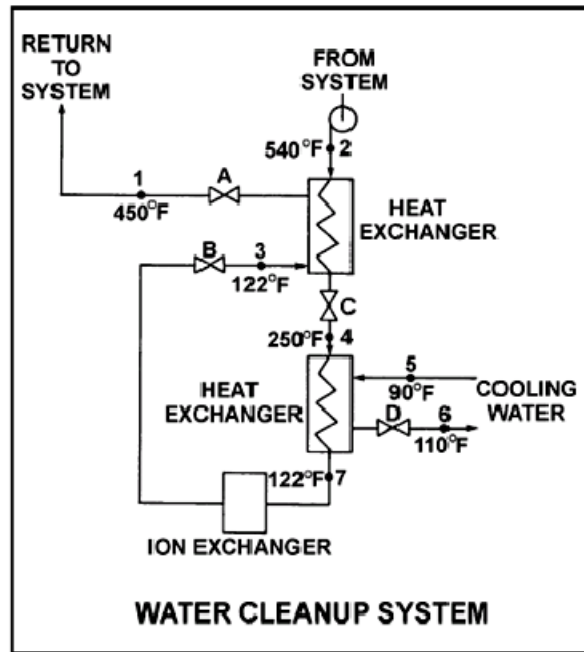 RETURN
TO
SYSTEM
FROM
SYSTEM
540°F 2
1
A
450°F
HEAT
EXCHANGER
B
3
122°F
C
250°F 4
HEAT
EXCHANGER
5
90°F
COOLING
WATER
D
6
110°F
122°F 7
ION EXCHANGER
WATER CLEANUP SYSTEM